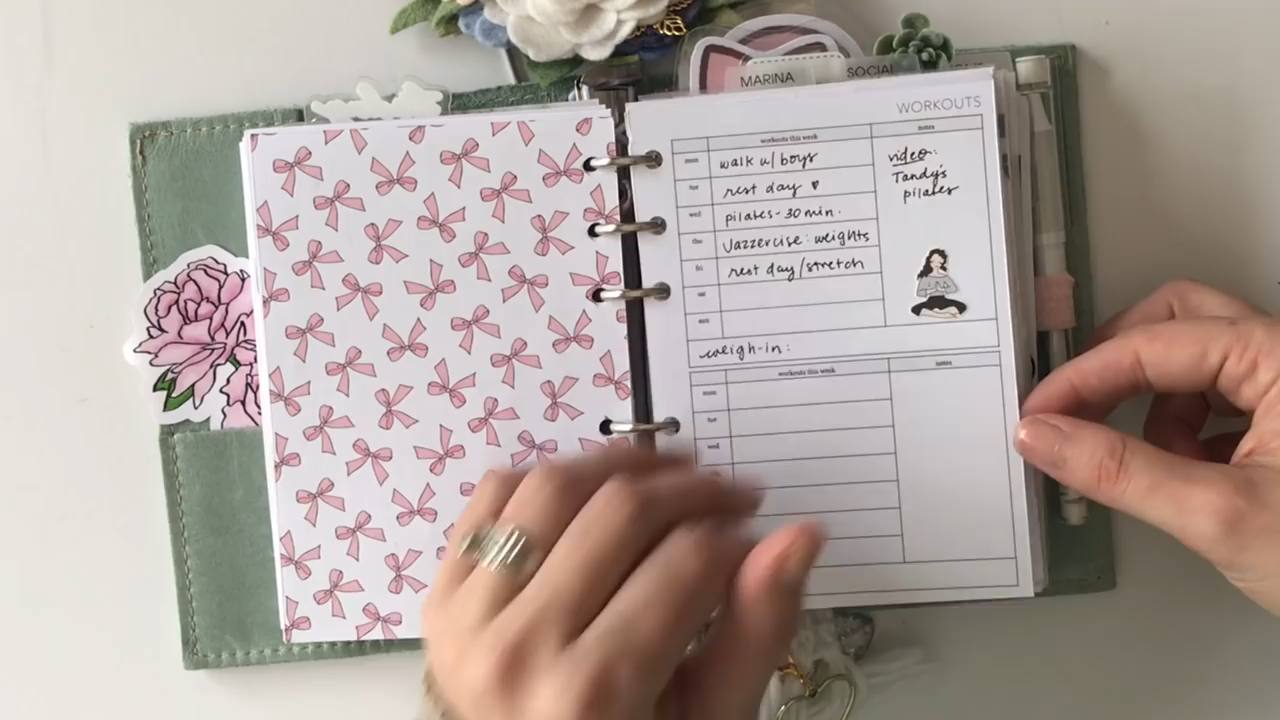 MARINA
SOCIAL
WORKOUTS
workouts this week
notes
mon
walk w/ boys
tue
rest day ♥
wed
pilates - 30 min.
thu
Jazzercise: weights
fri
rest day/stretch
sat
sun
video:
Tandy's
pilates
weigh-in:
workouts this week
notes
mon
tue
wed